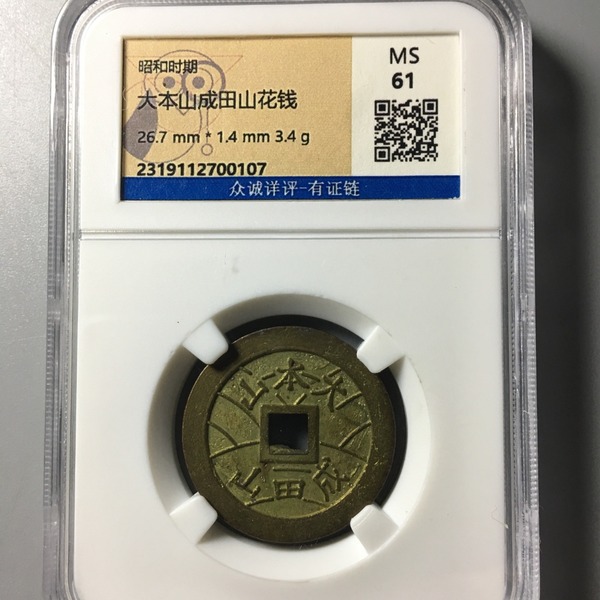 昭和时期
大本山成田山花钱
26.7 mm * 1.4 mm 3.4 g
2319112700107
MS
61
众诚详评-有证链
大本山
成田山